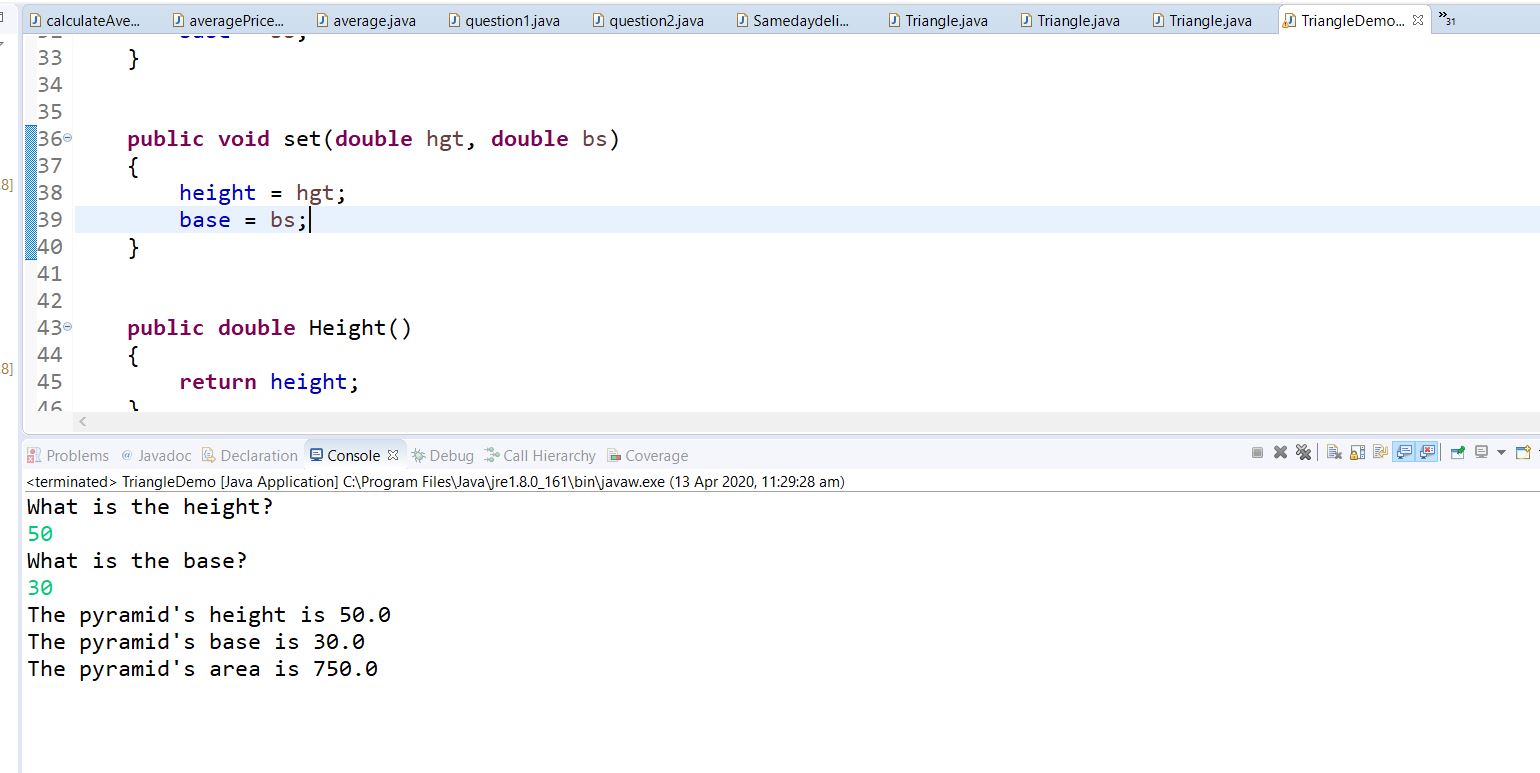 calculateAve... averagePrice... average.java question1.java question2.java Samedaydeli... Triangle.java Triangle.java Triangle.java TriangleDemo... »31
33 }
34
35
36 public void set(double hgt, double bs)
37 {
8]
38 height = hgt;
39 base = bs;
40 }
41
42
43 public double Height()
44 {
8]
45 return height;
46 }
Problems @ Javadoc Declaration Console Debug Call Hierarchy Coverage
<terminated> TriangleDemo [Java Application] C:\Program Files\Java\jre1.8.0_161\bin\javaw.exe (13 Apr 2020, 11:29:28 am)
What is the height?
50
What is the base?
30
The pyramid's height is 50.0
The pyramid's base is 30.0
The pyramid's area is 750.0